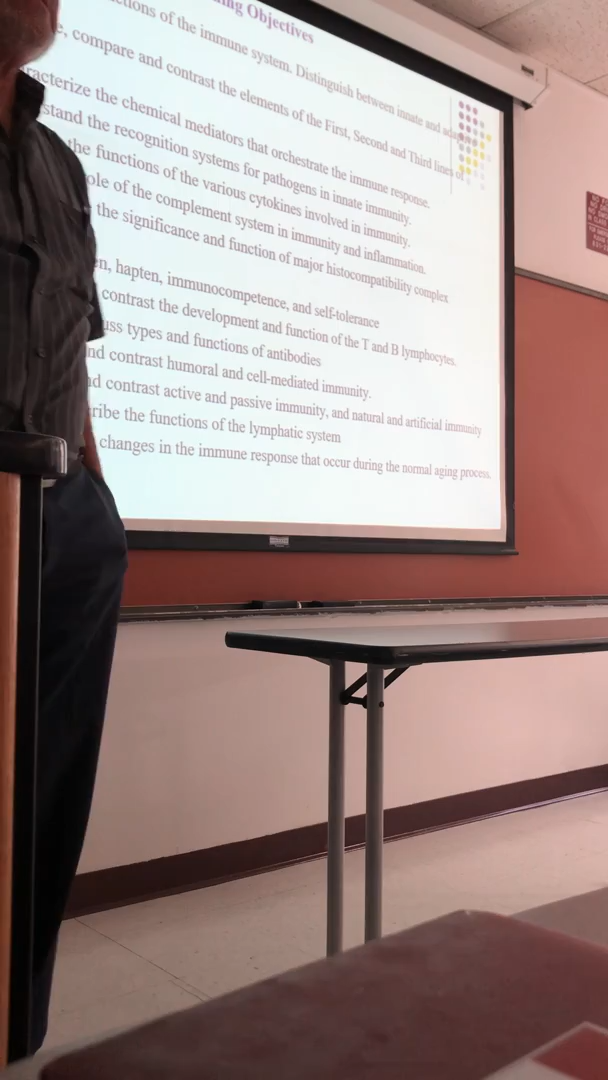 ing Objectives
ctions of the immune system. Distinguish between innate and
e, compare and contrast the elements of the First, Second and Third lines of
racterize the chemical mediators that orchestrate the immune response.
stand the recognition systems for pathogens in innate immunity.
the functions of the various cytokines involved in immunity.
ole of the complement system in immunity and inflammation.
the significance and function of major histocompatibility complex
en, hapten, immunocompetence, and self-tolerance
contrast the development and function of the T and B lymphocytes.
uss types and functions of antibodies
nd contrast humoral and cell-mediated immunity.
nd contrast active and passive immunity, and natural and artificial immunity
ribe the functions of the lymphatic system
changes in the immune response that occur during the normal aging process.